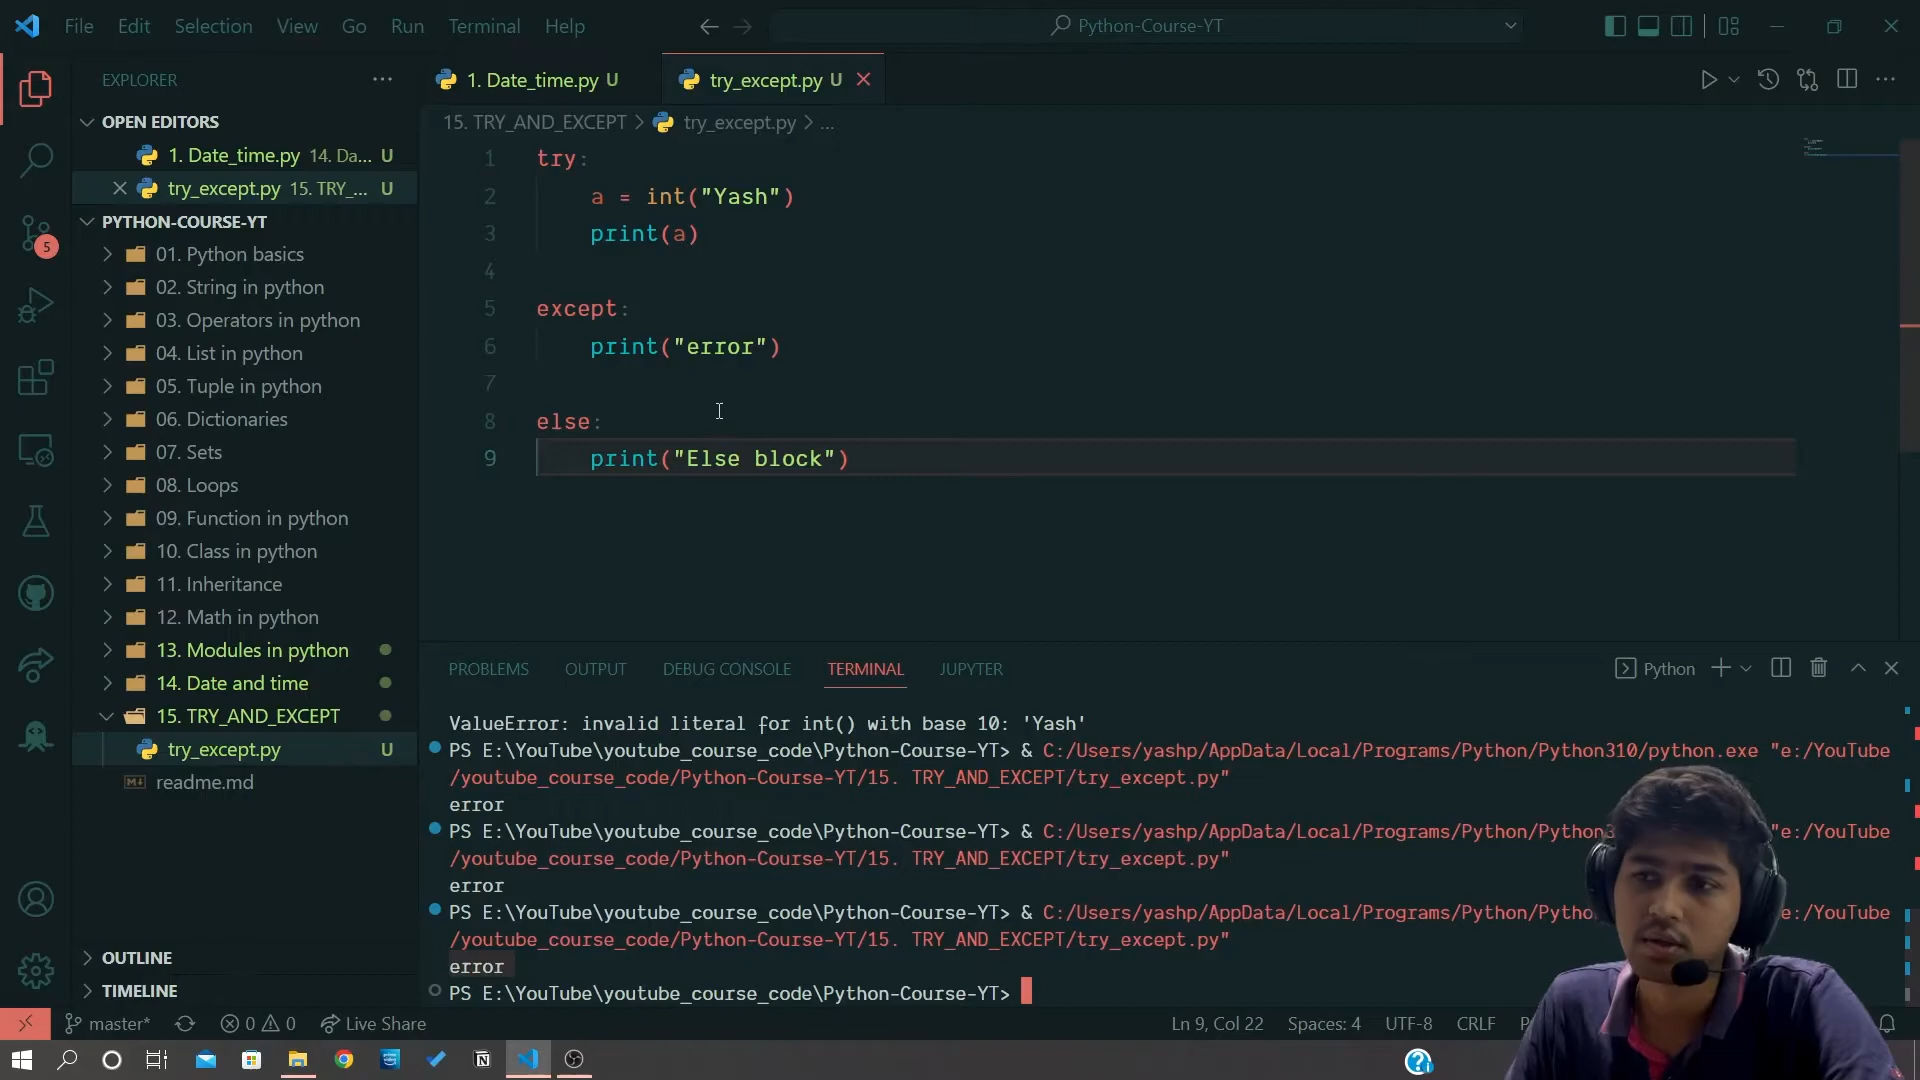 File Edit Selection View Go Run Terminal Help
Python-Course-YT
EXPLORER
OPEN EDITORS
1. Date_time.py 14. Da... U
try_except.py 15. TRY_... U
PYTHON-COURSE-YT
01. Python basics
02. String in python
03. Operators in python
04. List in python
05. Tuple in python
06. Dictionaries
07. Sets
08. Loops
09. Function in python
10. Class in python
11. Inheritance
12. Math in python
13. Modules in python
14. Date and time
15. TRY_AND_EXCEPT
try_except.py U
readme.md
OUTLINE
TIMELINE
5
1. Date_time.py U
try_except.py U
15. TRY_AND_EXCEPT > try_except.py > ...
1 try:
2 a = int("Yash")
3 print(a)
4
5 except:
6 print("error")
7
8 else:
9 print("Else block")
PROBLEMS OUTPUT DEBUG CONSOLE TERMINAL JUPYTER
Python
ValueError: invalid literal for int() with base 10: 'Yash'
PS E:\YouTube\youtube_course_code\Python-Course-YT> & C:/Users/yashp/AppData/Local/Programs/Python/Python310/python.exe "e:/YouTube
/youtube_course_code/Python-Course-YT/15. TRY_AND_EXCEPT/try_except.py"
error
PS E:\YouTube\youtube_course_code\Python-Course-YT> & C:/Users/yashp/AppData/Local/Programs/Python/Python3 "e:/YouTube
/youtube_course_code/Python-Course-YT/15. TRY_AND_EXCEPT/try_except.py"
error
PS E:\YouTube\youtube_course_code\Python-Course-YT> & C:/Users/yashp/AppData/Local/Programs/Python/Pytho e:/YouTube
/youtube_course_code/Python-Course-YT/15. TRY_AND_EXCEPT/try_except.py"
error
PS E:\YouTube\youtube_course_code\Python-Course-YT>
master* 0 0 Live Share
Ln 9, Col 22 Spaces: 4 UTF-8 CRLF